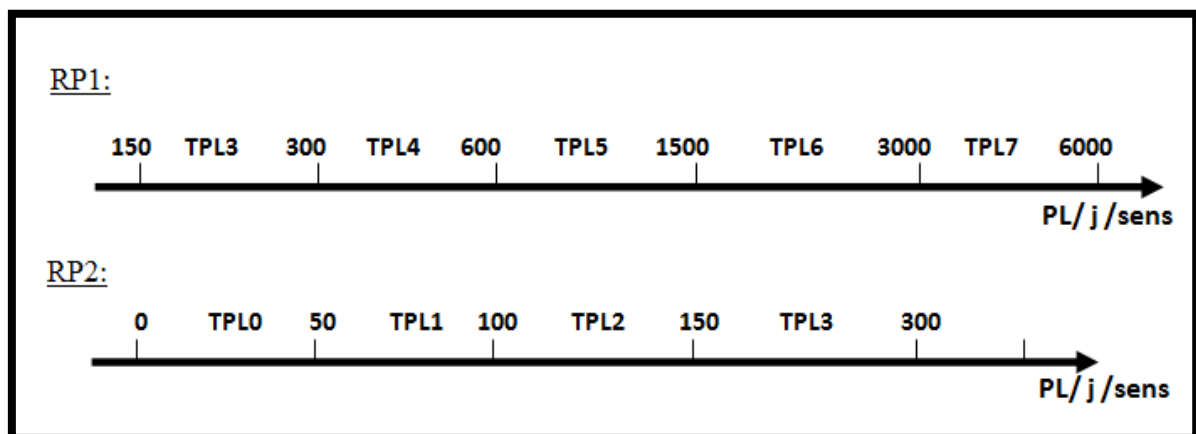 RP1:
150 TPL3 300 TPL4 600 TPL5 1500 TPL6 3000 TPL7 6000
PL/ j /sens
RP2:
0 TPL0 50 TPL1 100 TPL2 150 TPL3 300
PL/ j /sens